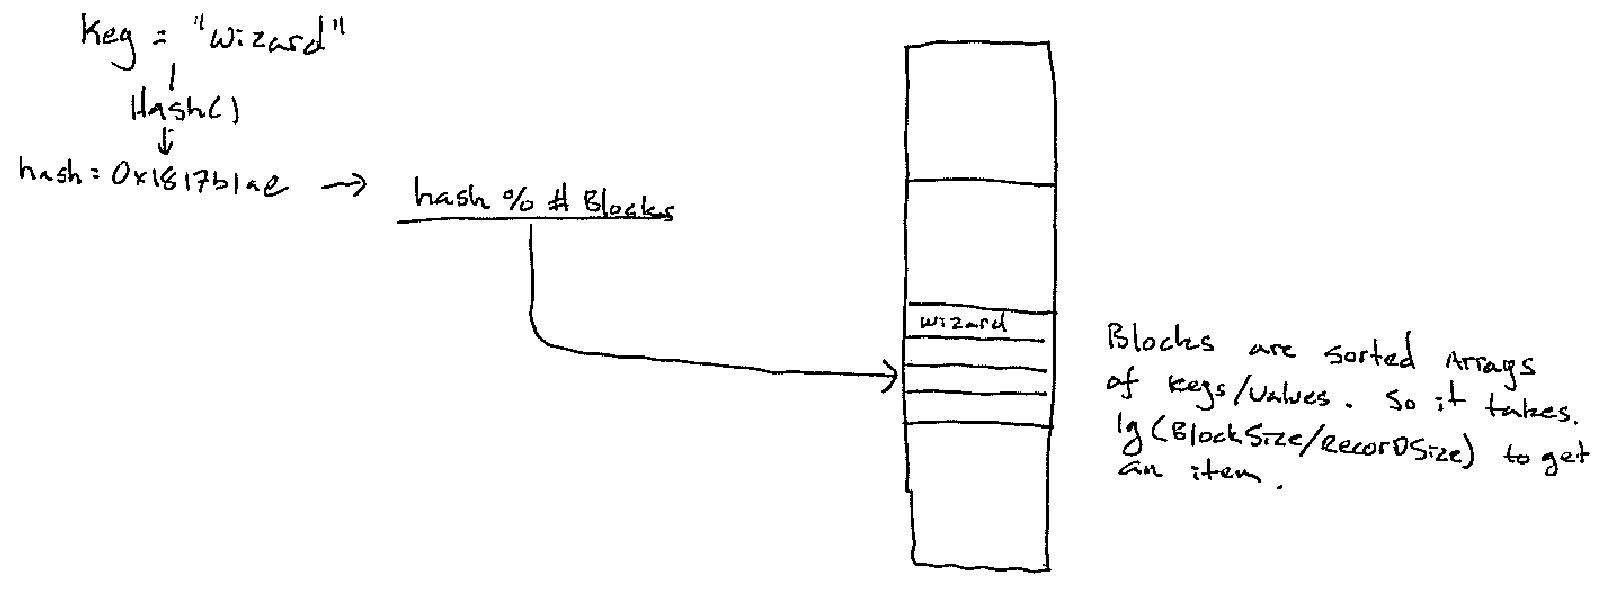 Key = "Wizard"
Hash()
hash = 0x1817b1ae → hash % # Blocks
wizard
Blocks are sorted Arrays
of keys/values. So it takes.
lg(BlockSize/RecorDSize) to get
an item.